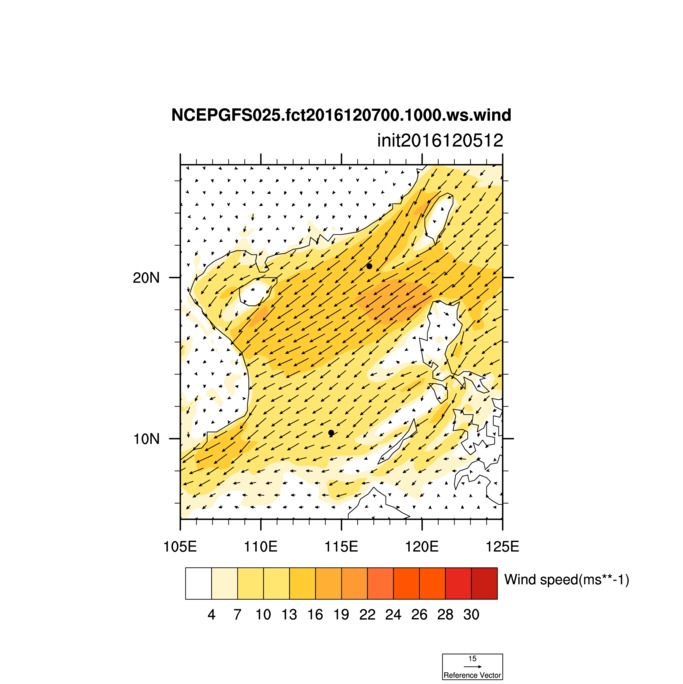 NCEPGFS025.fct2016120700.1000.ws.wind
init2016120512
20N
10N
105E 110E 115E 120E 125E
Wind speed(ms**-1)
4 7 10 13 16 19 22 24 26 28 30
15
Reference Vector